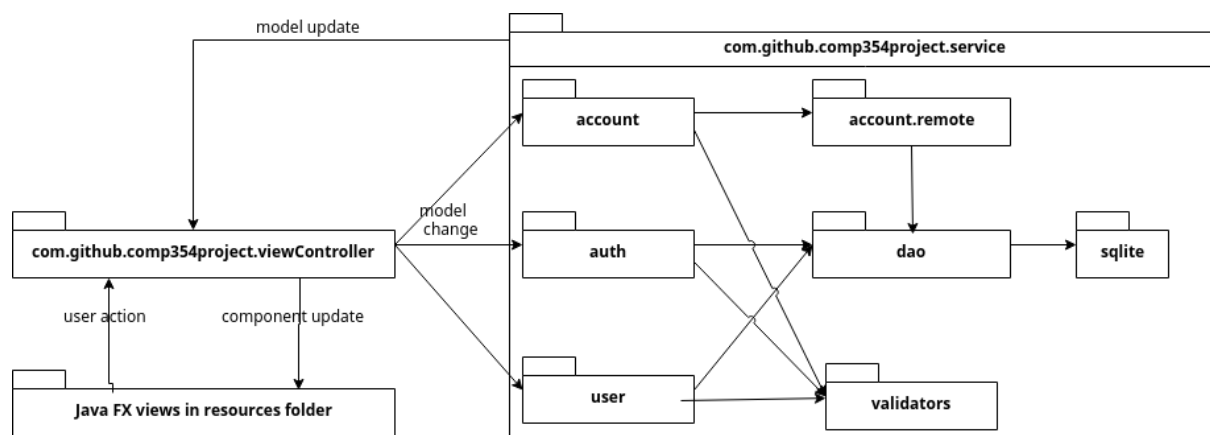 model update
com.github.comp354project.service
account
account.remote
model
change
com.github.comp354project.viewController
auth
dao
sqlite
user action
component update
user
validators
Java FX views in resources folder